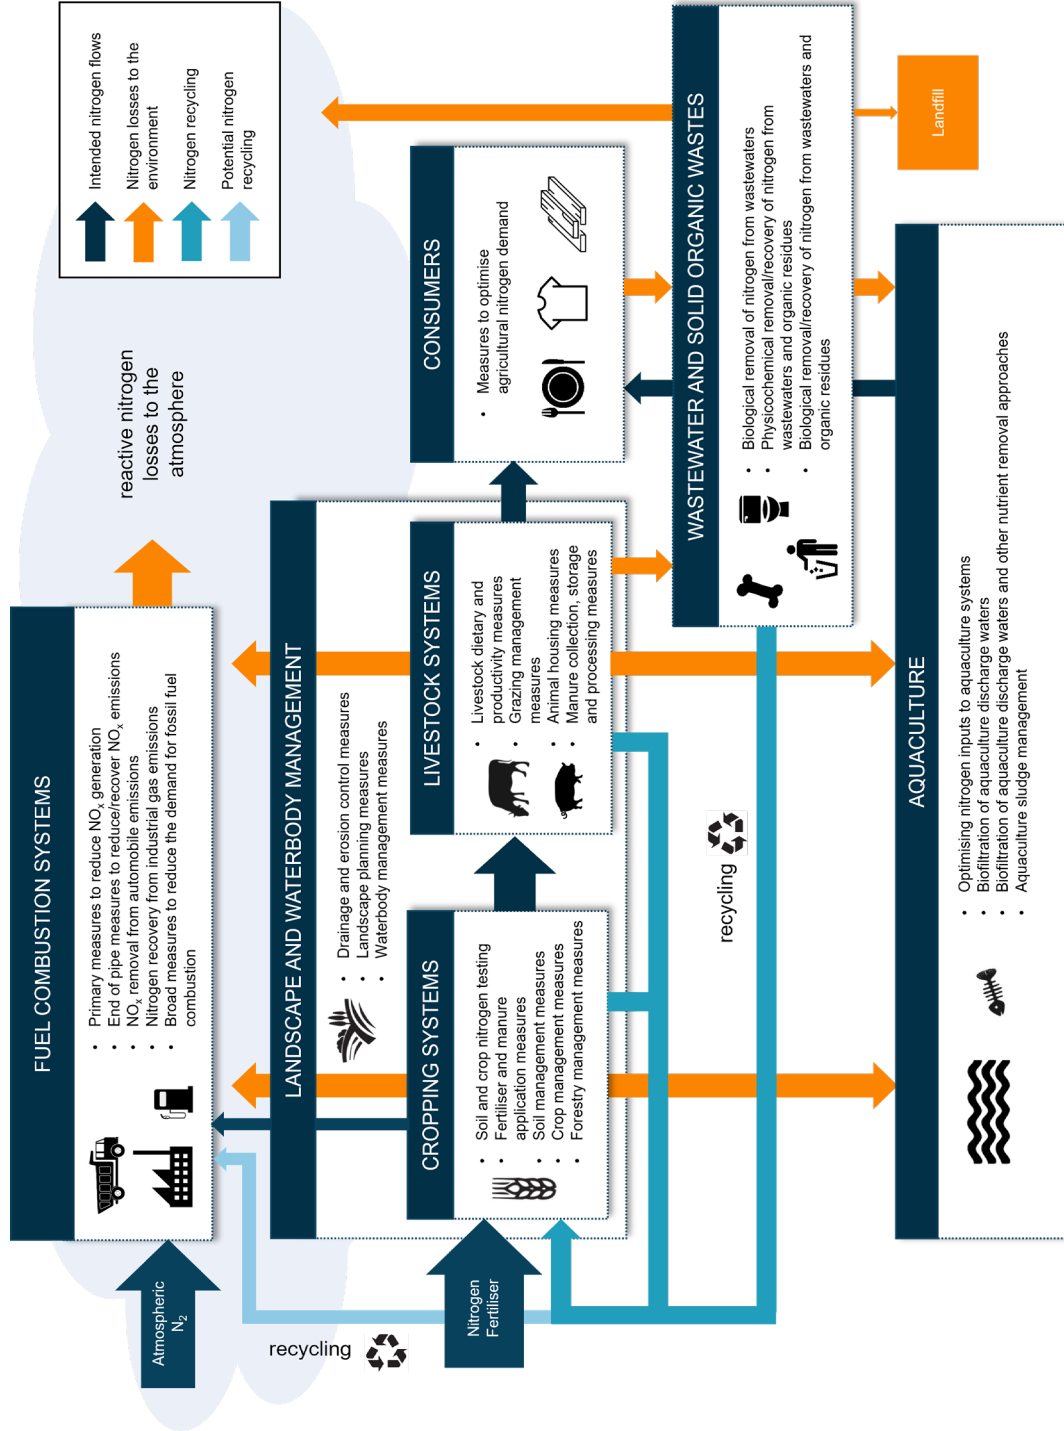 FUEL COMBUSTION SYSTEMS
Primary measures to reduce NOx generation
End of pipe measures to reduce/recover NOx emissions
NOx removal from automobile emissions
Nitrogen recovery from industrial gas emissions
Broad measures to reduce the demand for fossil fuel
combustion
Atmospheric
N2
reactive nitrogen
losses to the
atmosphere
Intended nitrogen flows
Nitrogen losses to the
environment
Nitrogen recycling
Potential nitrogen
recycling
LANDSCAPE AND WATERBODY MANAGEMENT
Drainage and erosion control measures
Landscape planning measures
Waterbody management measures
recycling
Nitrogen
Fertiliser
CROPPING SYSTEMS
Soil and crop nitrogen testing
Fertiliser and manure
application measures
Soil management measures
Crop management measures
Forestry management measures
LIVESTOCK SYSTEMS
Livestock dietary and
productivity measures
Grazing management
measures
Animal housing measures
Manure collection, storage
and processing measures
CONSUMERS
Measures to optimise
agricultural nitrogen demand
WASTEWATER AND SOLID ORGANIC WASTES
Biological removal of nitrogen from wastewaters
Physicochemical removal/recovery of nitrogen from
wastewaters and organic residues
Biological removal/recovery of nitrogen from wastewaters and
organic residues
recycling
Landfill
AQUACULTURE
Optimising nitrogen inputs to aquaculture systems
Biofiltration of aquaculture discharge waters
Biofiltration of aquaculture discharge waters and other nutrient removal approaches
Aquaculture sludge management